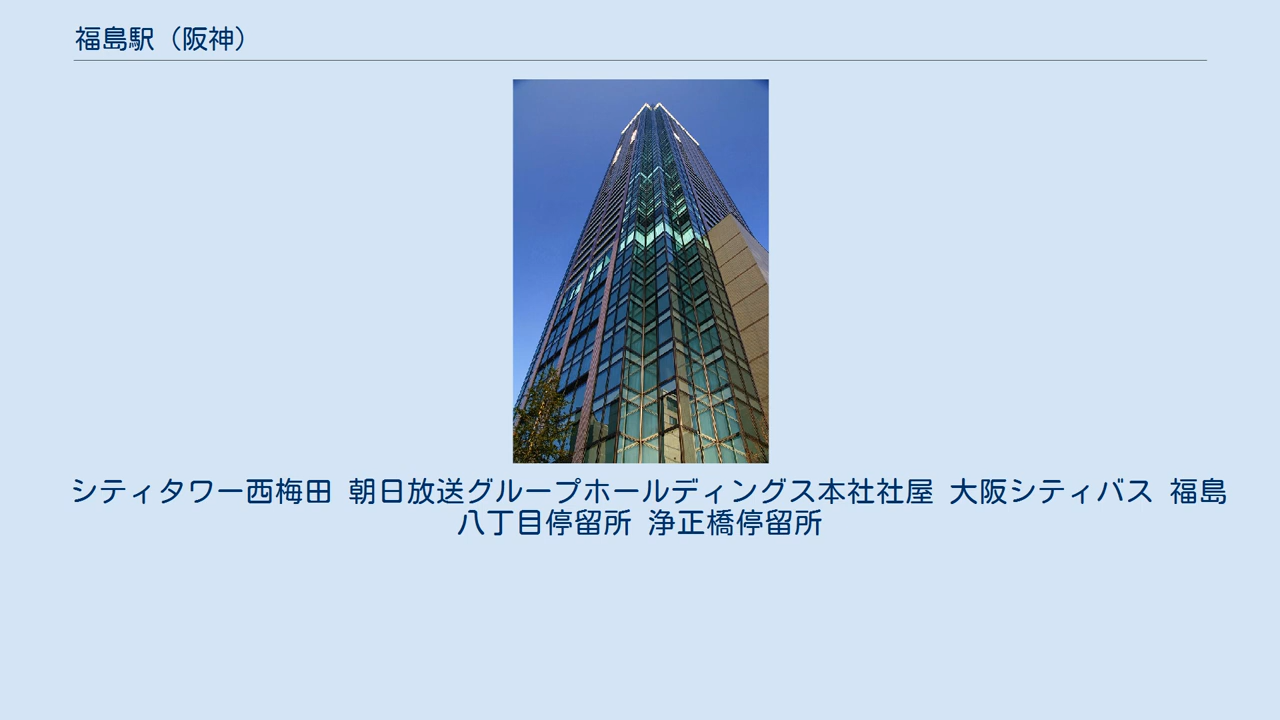 福島駅（阪神）
シティタワー西梅田 朝日放送グループホールディングス本社社屋 大阪シティバス 福島
八丁目停留所 浄正橋停留所